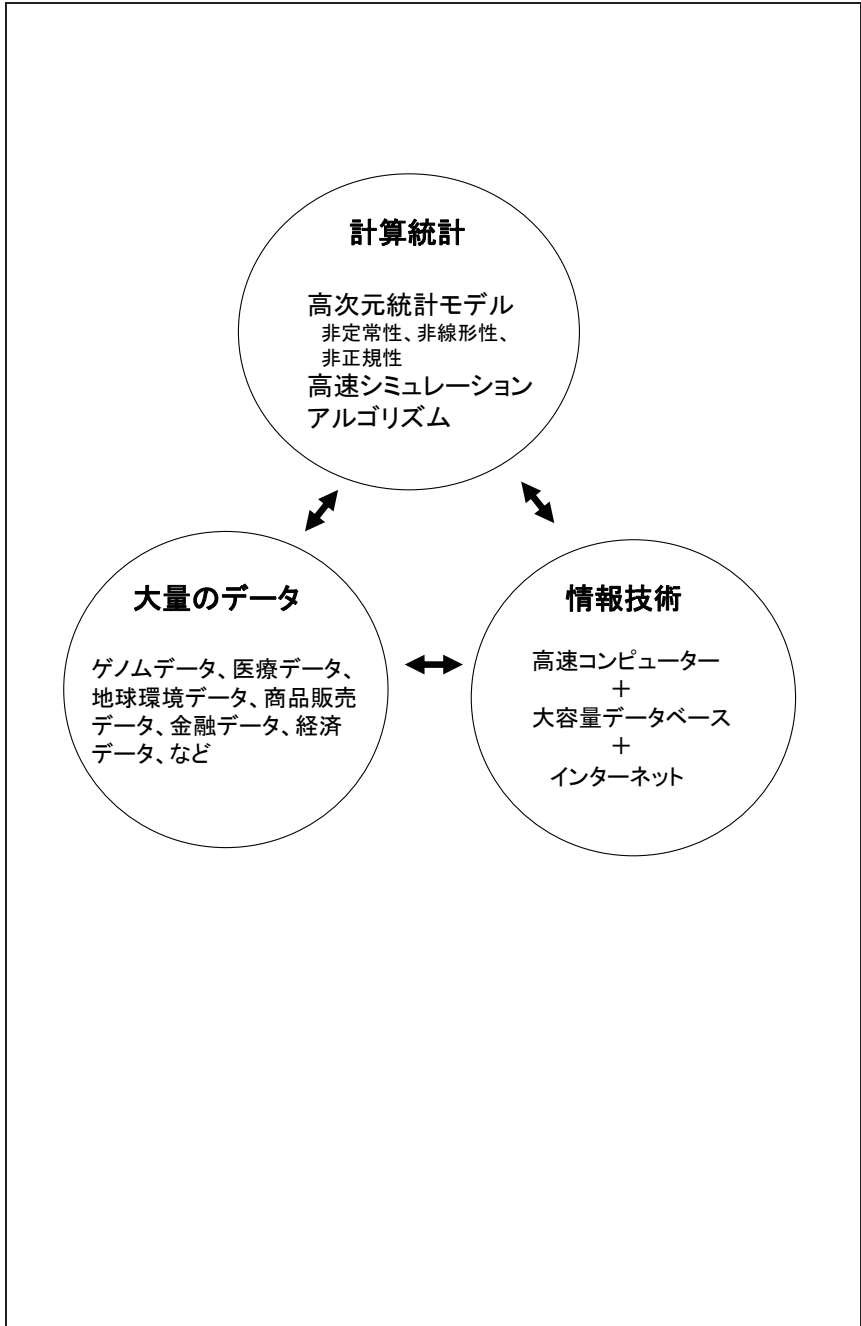 計算統計
高次元統計モデル
非定常性、非線形性、
非正規性
高速シミュレーション
アルゴリズム
大量のデータ
ゲノムデータ、医療データ、
地球環境データ、商品販売
データ、金融データ、経済
データ、など
情報技術
高速コンピューター
＋
大容量データベース
＋
インターネット